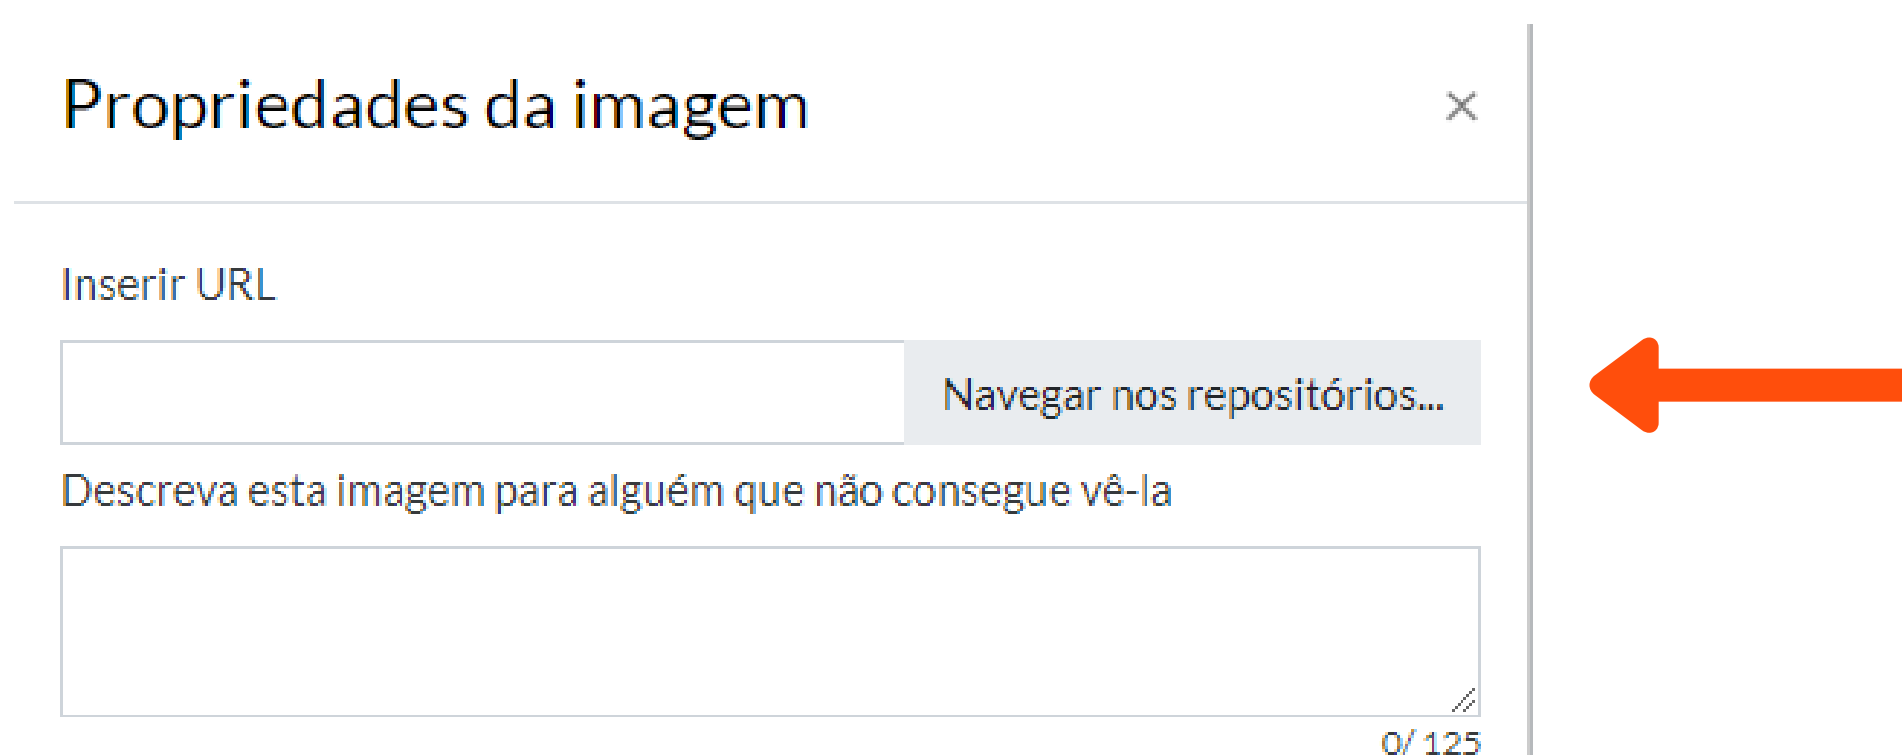 Propriedades da imagem
×
Inserir URL
Navegar nos repositórios...
Descreva esta imagem para alguém que não consegue vê-la
0/ 125